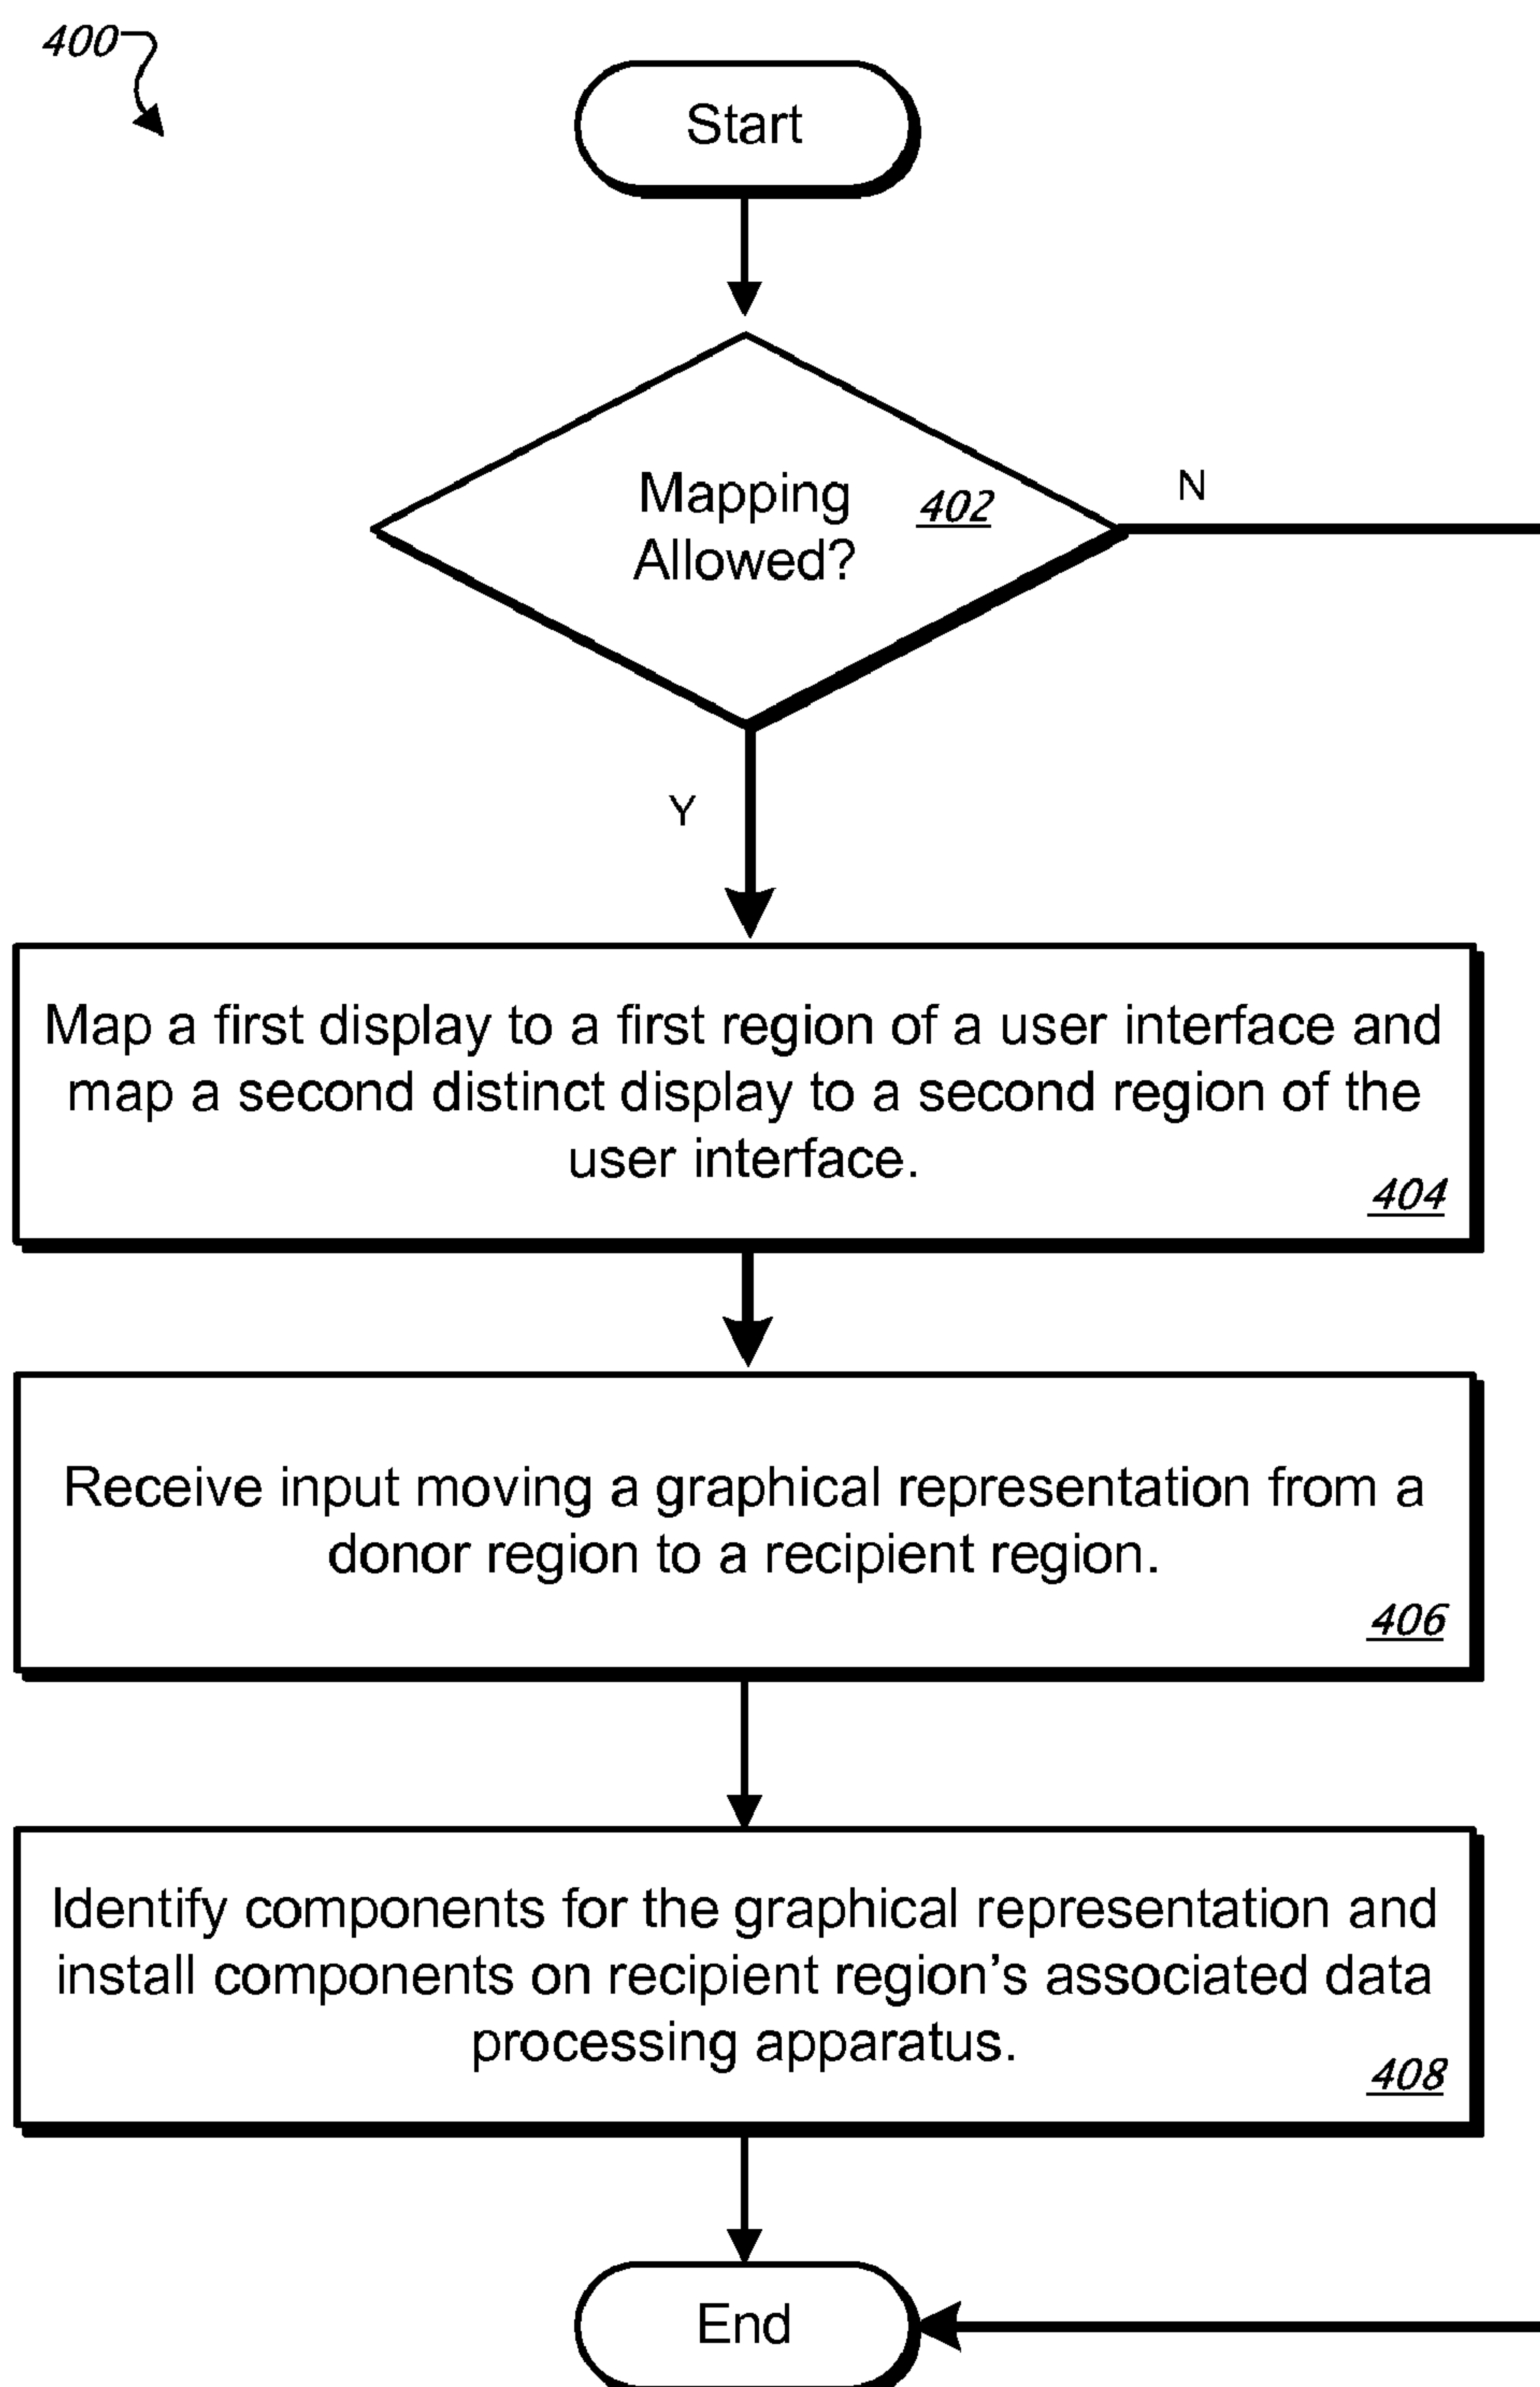 400
Start
Mapping
Allowed?
402
N
Y
Map a first display to a first region of a user interface and
map a second distinct display to a second region of the
user interface.
404
Receive input moving a graphical representation from a
donor region to a recipient region.
406
Identify components for the graphical representation and
install components on recipient region's associated data
processing apparatus.
408
End